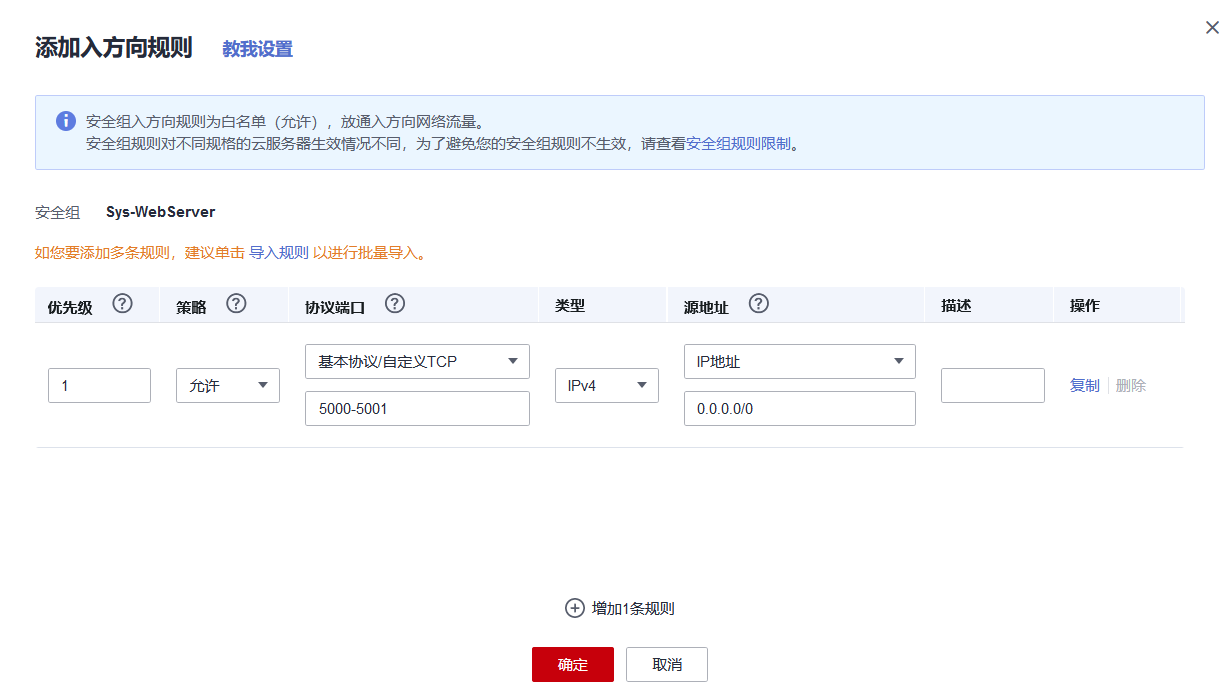 添加入方向规则 教我设置
安全组入方向规则为白名单（允许），放通入方向网络流量。
安全组规则对不同规格的云服务器生效情况不同，为了避免您的安全组规则不生效，请查看安全组规则限制。
安全组 Sys-WebServer
如您要添加多条规则，建议单击 导入规则 以进行批量导入。
优先级 ? 策略 ? 协议端口 ? 类型 源地址 ? 描述 操作
基本协议/自定义TCP IP地址
1 允许 IPv4 复制 删除
5000-5001 0.0.0.0/0
增加1条规则
确定 取消